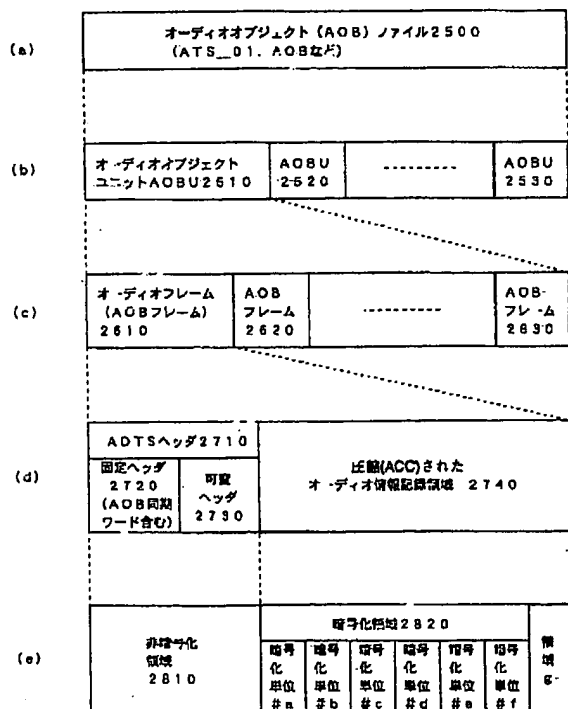 (a)
オーディオオブジェクト (AOB) ファイル2500
(ATS__01. AOBなど)
(b)
オーディオオブジェクト
ユニットAOBU2510
AOBU
2520
AOBU
2530
(c)
オーディオフレーム
(AOBフレーム)
2610
AOB
フレーム
2620
AOB-
フレーム
2630
(d)
ADTSヘッダ2710
固定ヘッダ
2720
(AOB同期
ワード含む)
可変
ヘッダ
2730
圧縮(ACC)された
オーディオ情報記録領域 2740
(e)
非暗号化
領域
2810
暗号化領域2820
暗号
化
単位
#a
暗号
化
単位
#b
暗号
化
単位
#c
暗号
化
単位
#d
暗号
化
単位
#e
暗号
化
単位
#f
領
域
g